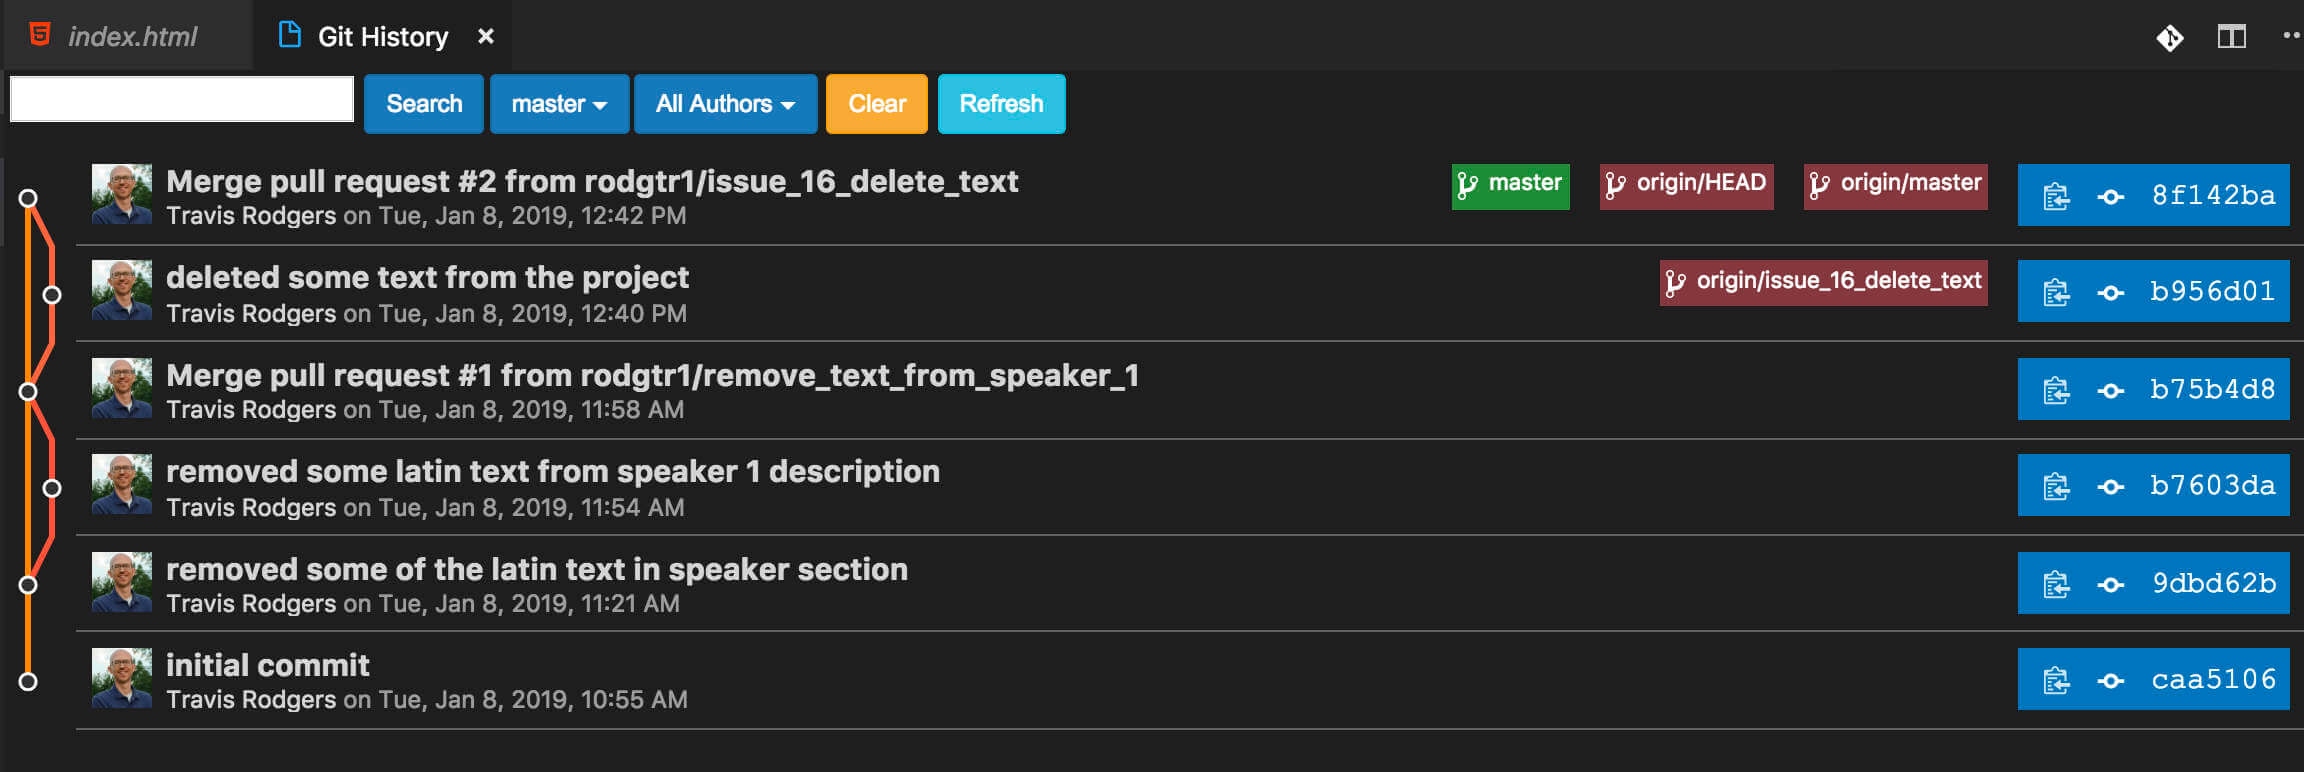 index.html Git History ×
Search master All Authors Clear Refresh
Merge pull request #2 from rodgtr1/issue_16_delete_text master origin/HEAD origin/master 8f142ba
Travis Rodgers on Tue, Jan 8, 2019, 12:42 PM
deleted some text from the project origin/issue_16_delete_text b956d01
Travis Rodgers on Tue, Jan 8, 2019, 12:40 PM
Merge pull request #1 from rodgtr1/remove_text_from_speaker_1 b75b4d8
Travis Rodgers on Tue, Jan 8, 2019, 11:58 AM
removed some latin text from speaker 1 description b7603da
Travis Rodgers on Tue, Jan 8, 2019, 11:54 AM
removed some of the latin text in speaker section 9dbd62b
Travis Rodgers on Tue, Jan 8, 2019, 11:21 AM
initial commit caa5106
Travis Rodgers on Tue, Jan 8, 2019, 10:55 AM